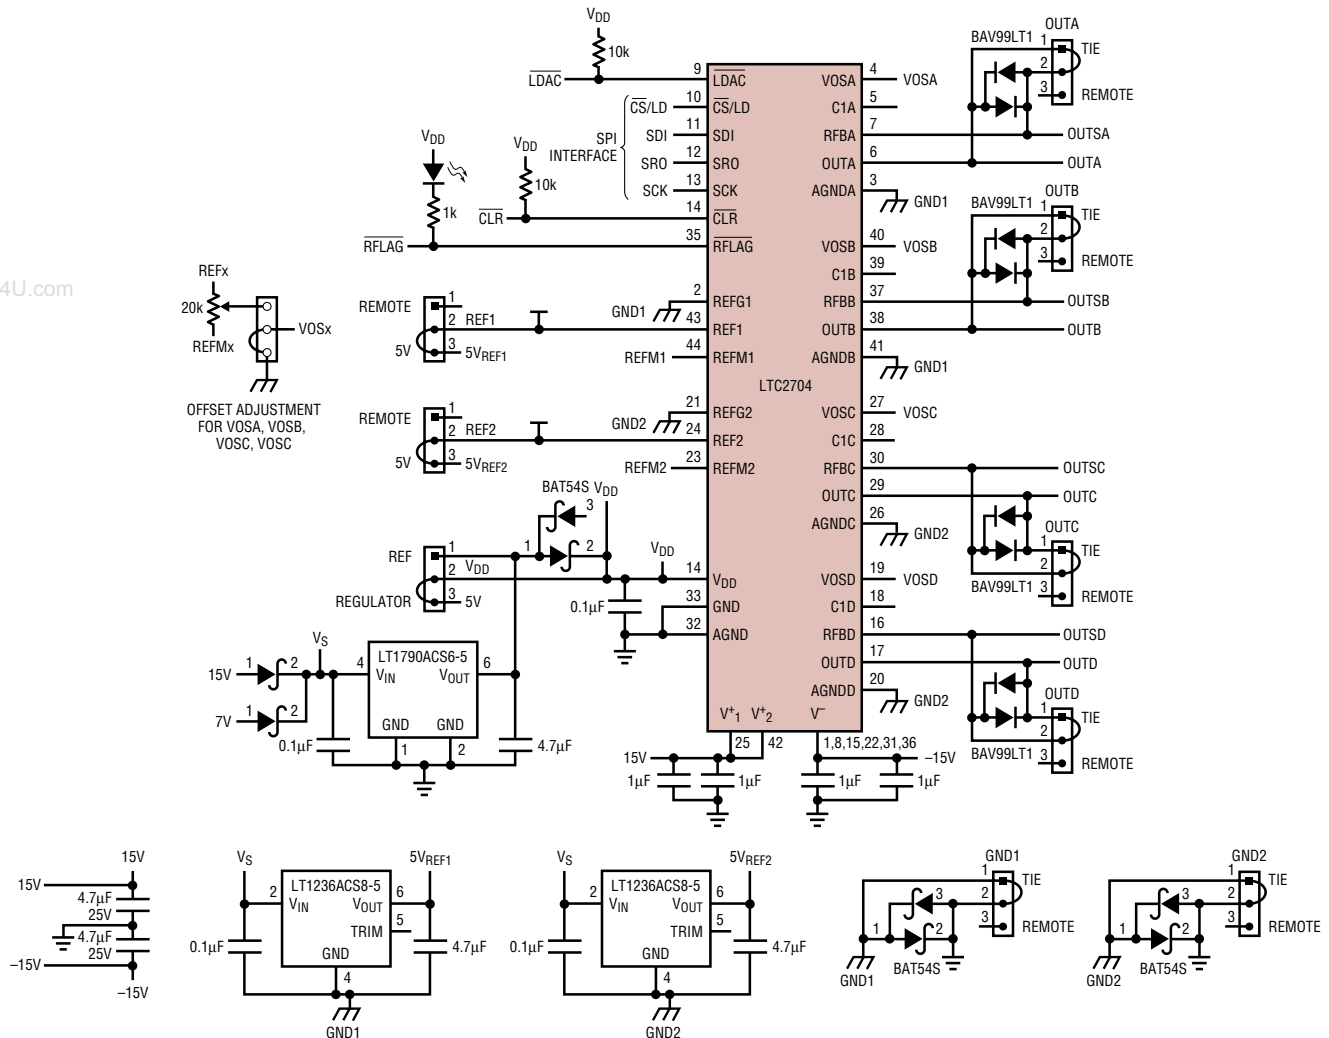 4U.com
VDD
10k
LDAC
CS/LD
SDI
SRO
SCK
SPI
INTERFACE
VDD
1k
VDD
10k
CLR
RFLAG
9 LDAC
10 CS/LD
11 SDI
12 SRO
13 SCK
14 CLR
35 RFLAG
2 REFG1
43 REF1
44 REFM1
21 REFG2
24 REF2
23 REFM2
14 VDD
33 GND
32 AGND
LTC2704
VOSA 4 VOSA
C1A 5
RFBA 7 OUTSA
OUTA 6 OUTA
AGNDA 3 GND1
VOSB 40 VOSB
C1B 39
RFBB 37 OUTSB
OUTB 38 OUTB
AGNDB 41 GND1
VOSC 27 VOSC
C1C 28
RFBC 30 OUTSC
OUTC 29 OUTC
AGNDC 26 GND2
VOSD 19 VOSD
C1D 18
RFBD 16 OUTSD
OUTD 17 OUTD
AGNDD 20 GND2
V+1 V+2 V–
25 42 1,8,15,22,31,36
15V –15V
1µF 1µF 1µF 1µF
OUTA
BAV99LT1 1 TIE
2
3 REMOTE
OUTB
BAV99LT1 1 TIE
2
3 REMOTE
OUTC
1 TIE
2
BAV99LT1 3 REMOTE
OUTD
1 TIE
2
BAV99LT1 3 REMOTE
REFx
20k
VOSx
REFMx
OFFSET ADJUSTMENT
FOR VOSA, VOSB,
VOSC, VOSC
REMOTE 1
GND1
2 REF1
5V 3 5VREF1
REFM1
REMOTE 1
GND2
2 REF2
5V 3 5VREF2
REFM2
BAT54S VDD
3
1 2
REF 1
2 VDD
REGULATOR 3 5V
VDD
0.1µF
VS
15V 1 2
7V 1 2
LT1790ACS6-5
4 VIN VOUT 6
GND GND
1 2
0.1µF 4.7µF
15V
15V
4.7µF
25V
4.7µF
25V
–15V
–15V
VS 5VREF1
LT1236ACS8-5
2 VIN VOUT 6
TRIM 5
GND
4
0.1µF 4.7µF
GND1
VS 5VREF2
LT1236ACS8-5
2 VIN VOUT 6
TRIM 5
GND
4
0.1µF 4.7µF
GND2
GND1
1 TIE
2
3 REMOTE
3
1 2
BAT54S
GND1
GND2
1 TIE
2
3 REMOTE
3
1 2
BAT54S
GND2